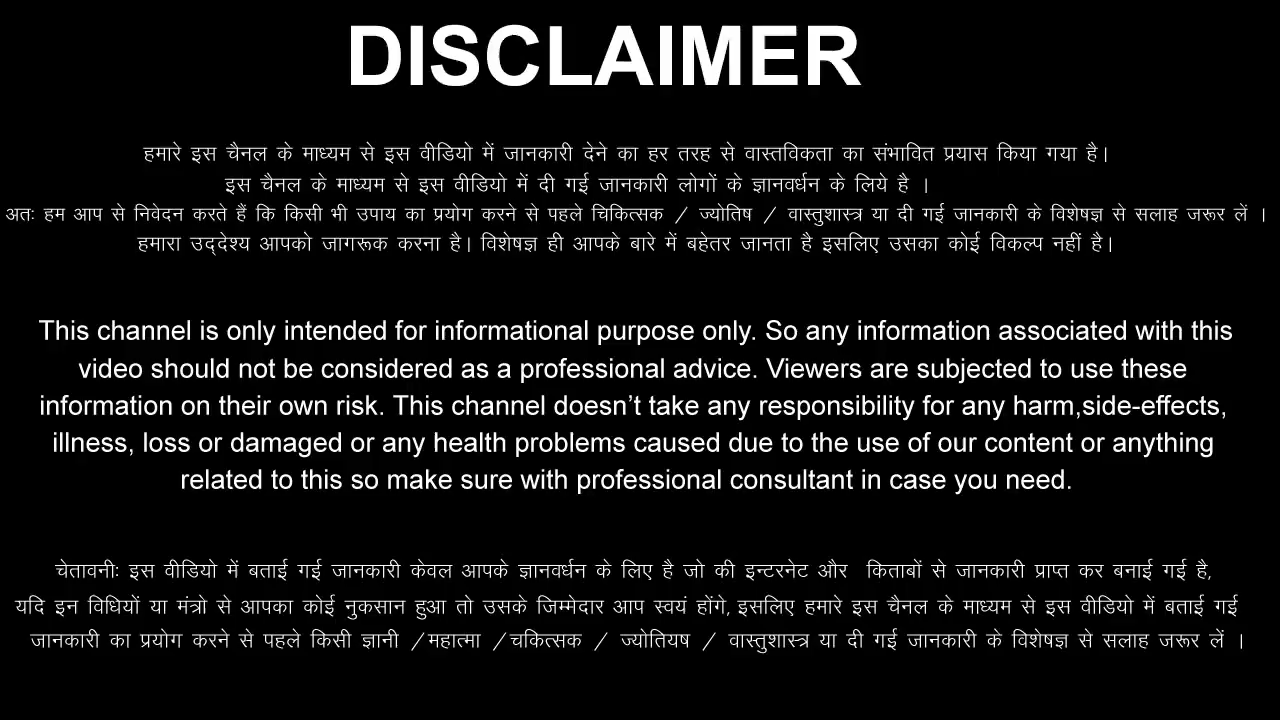 DISCLAIMER
हमारे इस चैनल के माध्यम से इस वीडियो में जानकारी देने का हर तरह से वास्तविकता का संभावित प्रयास किया गया है।
इस चैनल के माध्यम से इस वीडियो में दी गई जानकारी लोगों के ज्ञानवर्धन के लिये है ।
अतः हम आप से निवेदन करते हैं कि किसी भी उपाय का प्रयोग करने से पहले चिकित्सक / ज्योतिष / वास्तुशास्त्र या दी गई जानकारी के विशेषज्ञ से सलाह जरूर लें ।
हमारा उद्देश्य आपको जागरूक करना है। विशेषज्ञ ही आपके बारे में बहेतर जानता है इसलिए उसका कोई विकल्प नहीं है।
This channel is only intended for informational purpose only. So any information associated with this
video should not be considered as a professional advice. Viewers are subjected to use these
information on their own risk. This channel doesn’t take any responsibility for any harm,side-effects,
illness, loss or damaged or any health problems caused due to the use of our content or anything
related to this so make sure with professional consultant in case you need.
चेतावनीः इस वीडियो में बताई गई जानकारी केवल आपके ज्ञानवर्धन के लिए है जो की इन्टरनेट और किताबों से जानकारी प्राप्त कर बनाई गई है,
यदि इन विधियों या मंत्रो से आपका कोई नुकसान हुआ तो उसके जिम्मेदार आप स्वयं होंगे, इसलिए हमारे इस चैनल के माध्यम से इस वीडियो में बताई गई
जानकारी का प्रयोग करने से पहले किसी ज्ञानी /महात्मा /चकित्सक / ज्योतियष / वास्तुशास्त्र या दी गई जानकारी के विशेषज्ञ से सलाह जरूर लें ।